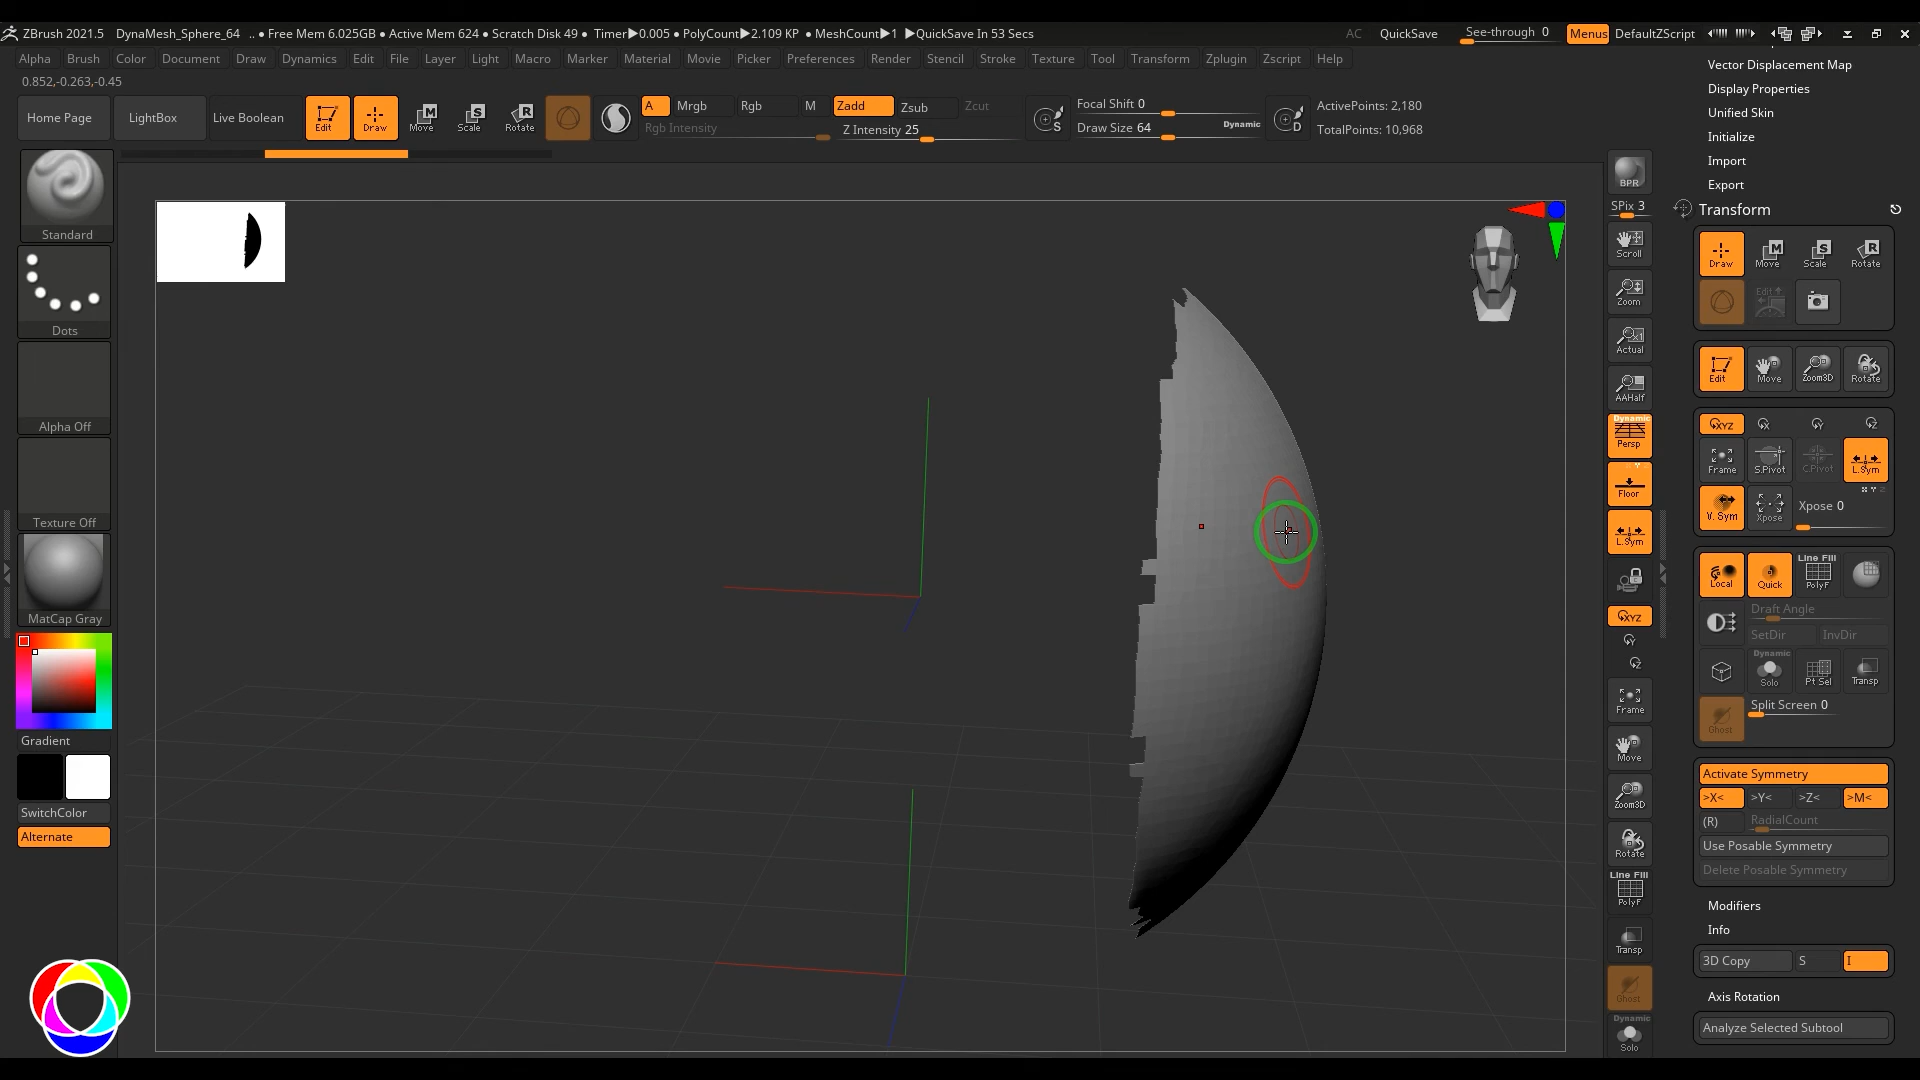 ZBrush 2021.5 DynaMesh_Sphere_64 .. • Free Mem 6.025GB • Active Mem 624 • Scratch Disk 49 • Timer▶0.005 • PolyCount▶2.109 KP • MeshCount▶1 ▶QuickSave In 53 Secs AC QuickSave See-through 0 Menus DefaultZScript
Alpha Brush Color Document Draw Dynamics Edit File Layer Light Macro Marker Material Movie Picker Preferences Render Stencil Stroke Texture Tool Transform Zplugin Zscript Help
0.852,-0.263,-0.45
Home Page LightBox Live Boolean Edit Draw Move Scale Rotate A Mrgb Rgb M Zadd Zsub Zcut
Rgb Intensity Z Intensity 25
S Focal Shift 0
Draw Size 64 Dynamic D
ActivePoints: 2,180
TotalPoints: 10,968
Standard
Dots
Alpha Off
Texture Off
MatCap Gray
Gradient
SwitchColor
Alternate
BPR
SPix 3
Scroll
Zoom
Actual
AAHalf
Dynamic
Persp
Floor
L.Sym
XYZ
Y
Z
Frame
Move
Zoom3D
Rotate
Line Fill
PolyF
Transp
Ghost
Dynamic
Solo
Vector Displacement Map
Display Properties
Unified Skin
Initialize
Import
Export
Transform
Draw Move Scale Rotate
Edit
Edit Move Zoom3D Rotate
XYZ X Y Z
Frame S.Pivot C.Pivot L.Sym
V. Sym Xpose Xpose 0
Local Quick Line Fill PolyF
Draft Angle
SetDir InvDir
Dynamic
Solo Pt Sel Transp
Ghost Split Screen 0
Activate Symmetry
>X< >Y< >Z< >M<
(R) RadialCount
Use Posable Symmetry
Delete Posable Symmetry
Modifiers
Info
3D Copy S I
Axis Rotation
Analyze Selected Subtool